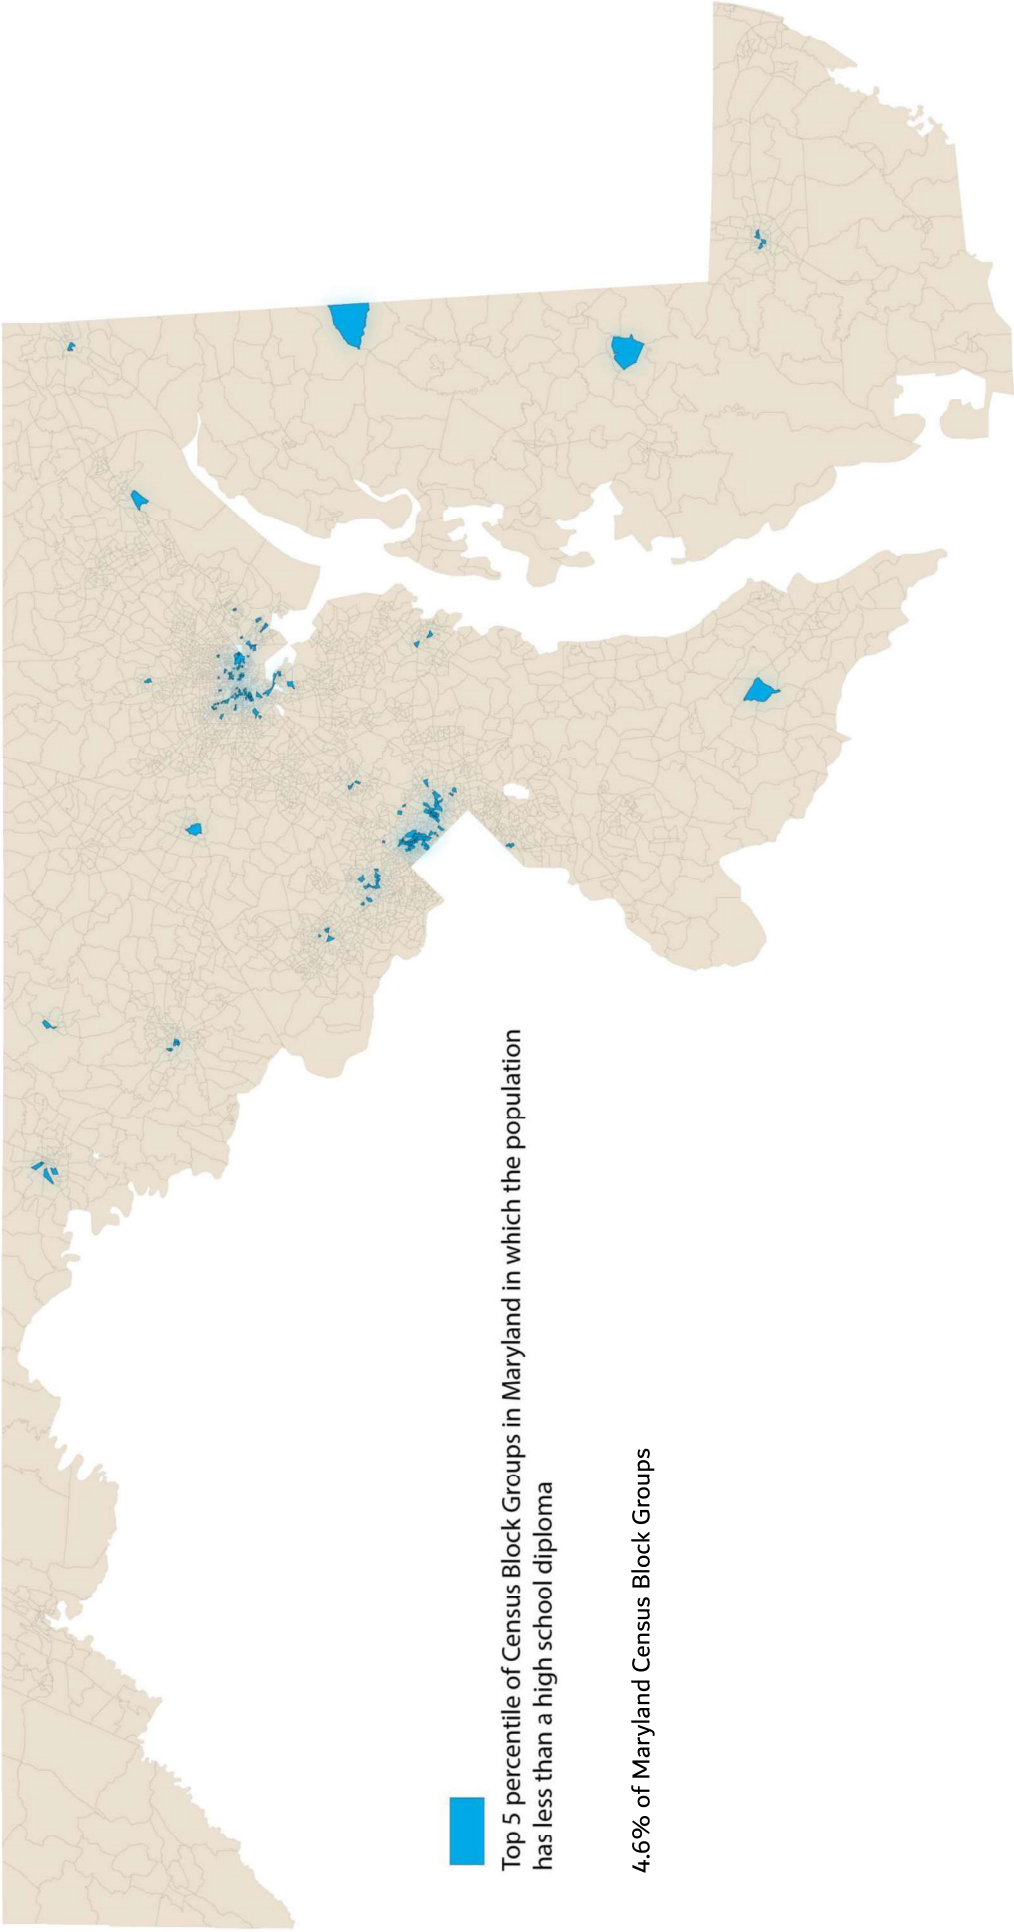 Top 5 percentile of Census Block Groups in Maryland in which the population
has less than a high school diploma
4.6% of Maryland Census Block Groups